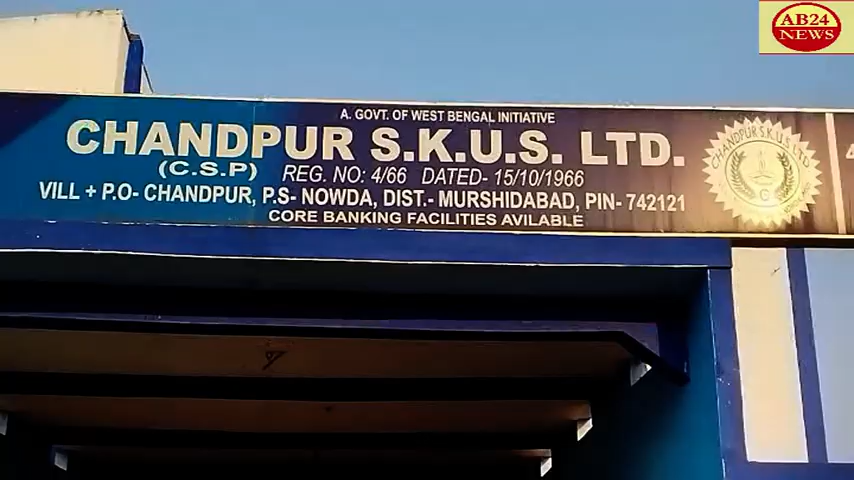 AB24
NEWS
A. GOVT. OF WEST BENGAL INITIATIVE
CHANDPUR S.K.U.S. LTD.
(C.S.P) REG. NO: 4/66 DATED- 15/10/1966
VILL + P.O- CHANDPUR, P.S- NOWDA, DIST.- MURSHIDABAD, PIN- 742121
CORE BANKING FACILITIES AVILABLE
CHANDPUR S.K.U.S LTD